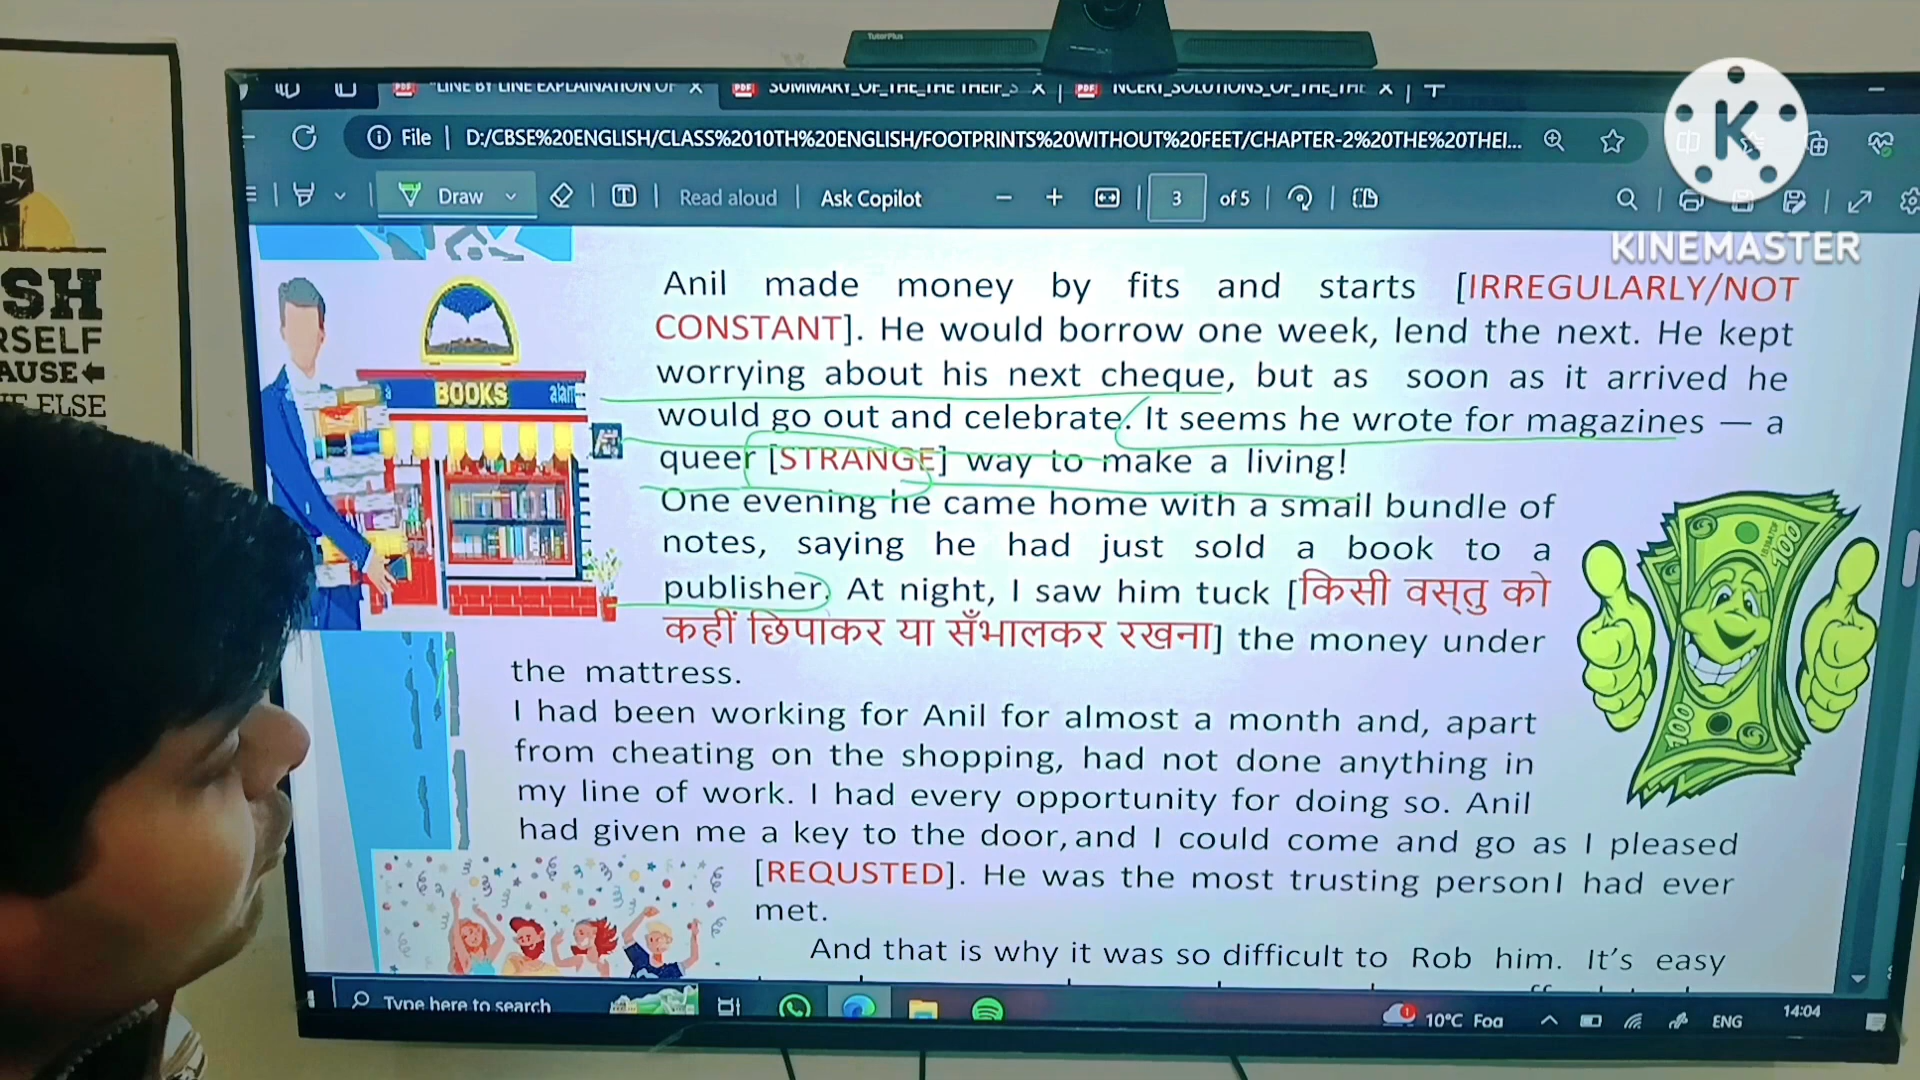 TutorPlus
"LINE BY LINE EXPLAINATION OF
SUMMARY_OF_THE_THE THEIF_S
NCERT_SOLUTIONS_OF_THE_THE
File
D:/CBSE%20ENGLISH/CLASS%2010TH%20ENGLISH/FOOTPRINTS%20WITHOUT%20FEET/CHAPTER-2%20THE%20THEI...
Draw
Read aloud
Ask Copilot
3
of 5
K
KINEMASTER
SH
RSELF
AUSE
ELSE
Anil made money by fits and starts [IRREGULARLY/NOT
CONSTANT]. He would borrow one week, lend the next. He kept
worrying about his next cheque, but as soon as it arrived he
would go out and celebrate. It seems he wrote for magazines — a
queer [STRANGE] way to make a living!
One evening he came home with a small bundle of
notes, saying he had just sold a book to a
publisher. At night, I saw him tuck [किसी वस्तु को
कहीं छिपाकर या सँभालकर रखना] the money under
the mattress.
I had been working for Anil for almost a month and, apart
from cheating on the shopping, had not done anything in
my line of work. I had every opportunity for doing so. Anil
had given me a key to the door, and I could come and go as I pleased
[REQUSTED]. He was the most trusting personI had ever
met.
And that is why it was so difficult to Rob him. It's easy
BOOKS
100
100
Type here to search
1
10°C Fog
ENG
14:04